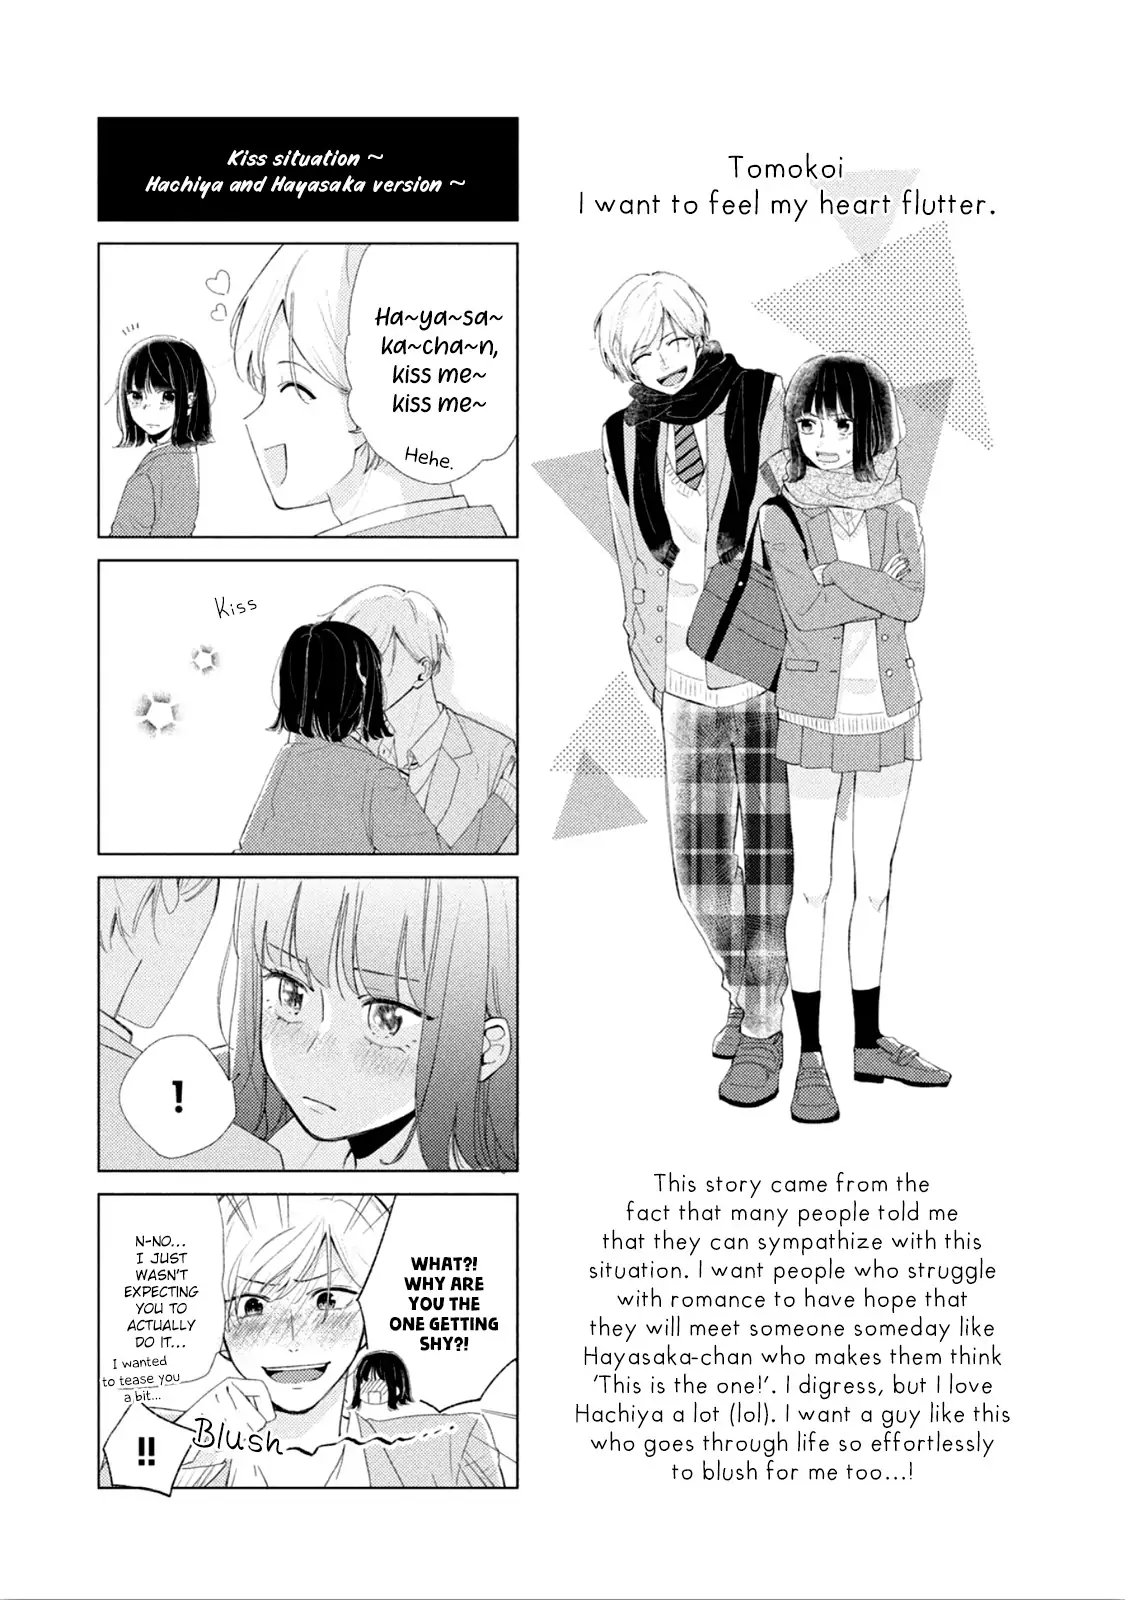 Kiss situation ~
Hachiya and Hayasaka version ~
Ha~ya~sa~
ka~cha~n,
kiss me~
kiss me~
Hehe.
Kiss
!
WHAT?!
WHY ARE
YOU THE
ONE GETTING
SHY?!
N-NO...
I JUST
WASN'T
EXPECTING
YOU TO
ACTUALLY
DO IT...
I wanted
to tease you
a bit...
!!
Blush
Tomokoi
I want to feel my heart flutter.
This story came from the
fact that many people told me
that they can sympathize with this
situation. I want people who struggle
with romance to have hope that
they will meet someone someday like
Hayasaka-chan who makes them think
'This is the one!'. I digress, but I love
Hachiya a lot (lol). I want a guy like this
who goes through life so effortlessly
to blush for me too...!